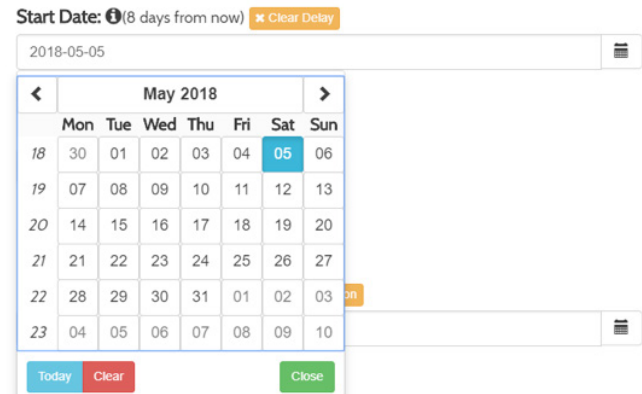 Start Date: (8 days from now) × Clear Delay
2018-05-05
May 2018
Mon Tue Wed Thu Fri Sat Sun
18 30 01 02 03 04 05 06
19 07 08 09 10 11 12 13
20 14 15 16 17 18 19 20
21 21 22 23 24 25 26 27
22 28 29 30 31 01 02 03 on
23 04 05 06 07 08 09 10
Today Clear Close